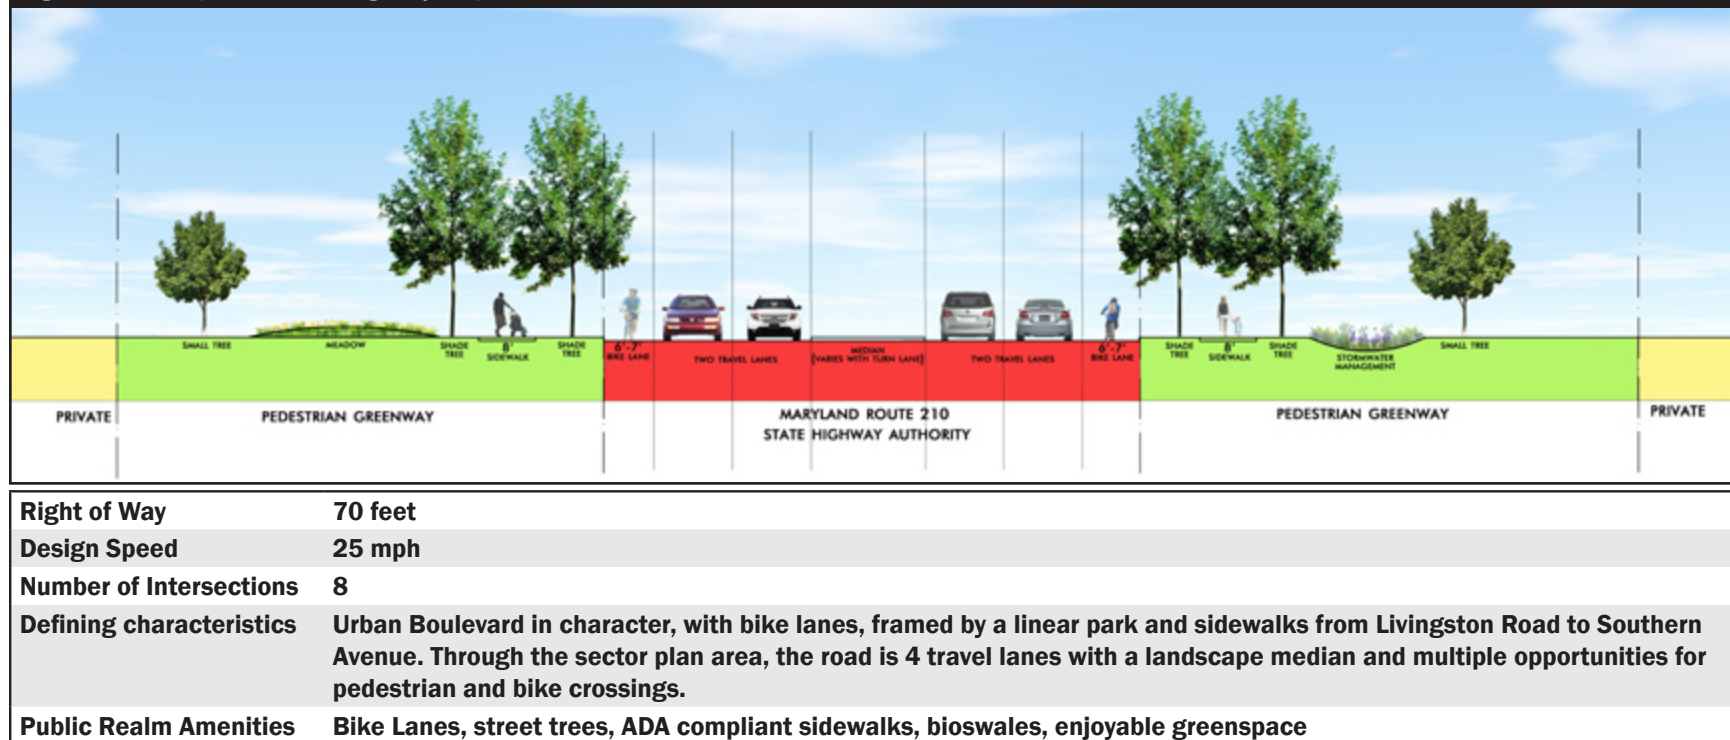 SMALL TREE
MEADOW
SHADE
TREE
8'
SIDEWALK
SHADE
TREE
6'-7'
BIKE LANE
TWO TRAVEL LANES
MEDIAN
(VARIES WITH TURN LANE)
TWO TRAVEL LANES
6'-7'
BIKE LANE
SHADE
TREE
8'
SIDEWALK
SHADE
TREE
STORMWATER
MANAGEMENT
SMALL TREE
PRIVATE
PEDESTRIAN GREENWAY
MARYLAND ROUTE 210
STATE HIGHWAY AUTHORITY
PEDESTRIAN GREENWAY
PRIVATE
Right of Way 70 feet
Design Speed 25 mph
Number of Intersections 8
Defining characteristics Urban Boulevard in character, with bike lanes, framed by a linear park and sidewalks from Livingston Road to Southern
Avenue. Through the sector plan area, the road is 4 travel lanes with a landscape median and multiple opportunities for
pedestrian and bike crossings.
Public Realm Amenities Bike Lanes, street trees, ADA compliant sidewalks, bioswales, enjoyable greenspace